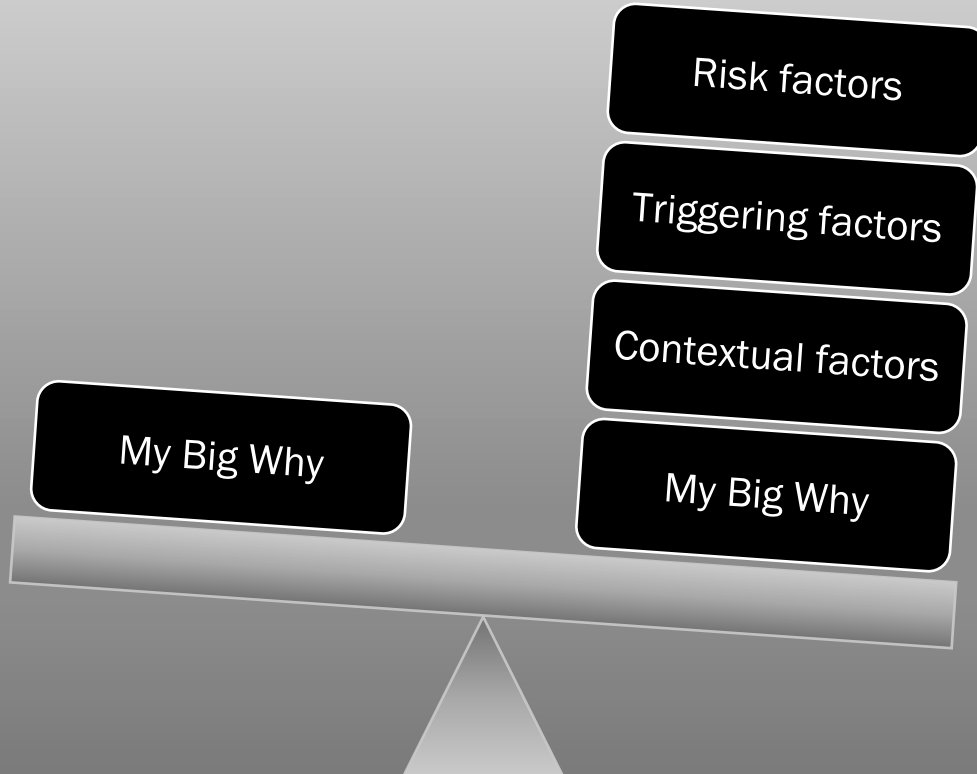 Risk factors
Triggering factors
Contextual factors
My Big Why
My Big Why